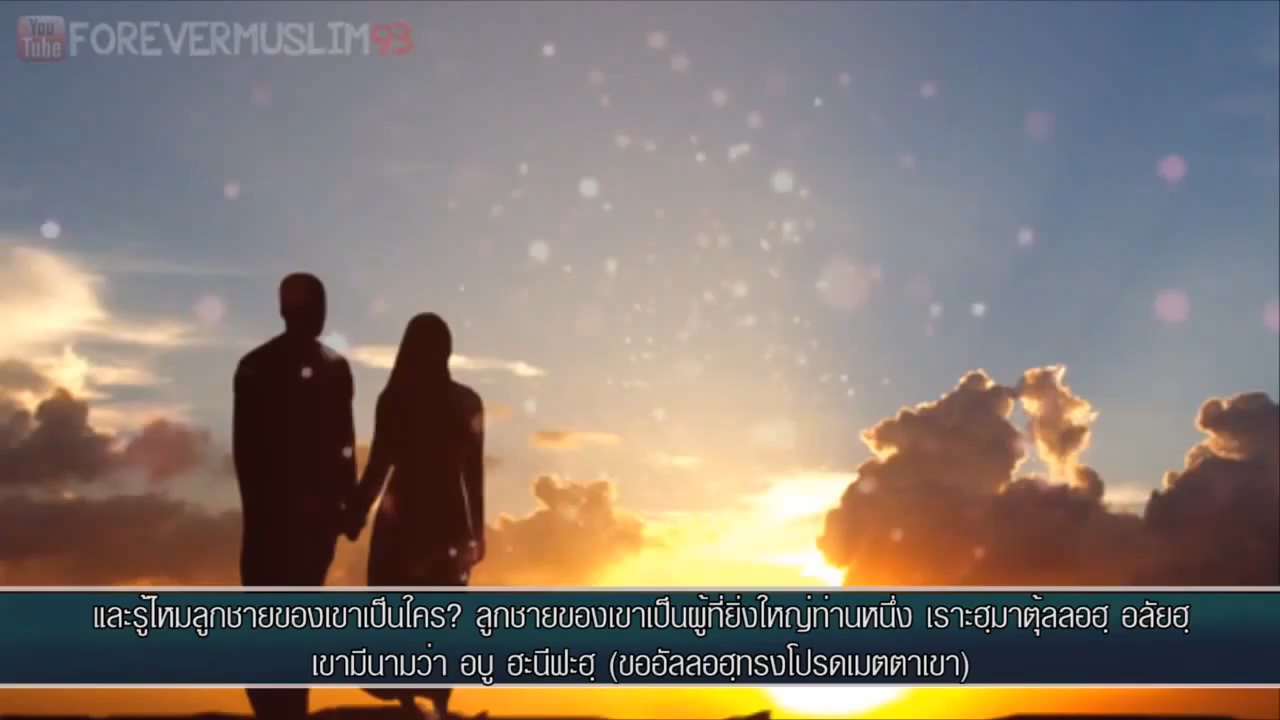 You Tube FOREVERMUSLIM93
และรู้ไหมลูกชายของเขาเป็นใคร? ลูกชายของเขาเป็นผู้ที่ยิ่งใหญ่ท่านหนึ่ง เราะฮฺมาตุ้ลลอฮฺ อลัยฮฺ
เขามีนามว่า อบู ฮะนีฟะฮฺ (ขออัลลอฮฺทรงโปรดเมตตาเขา)